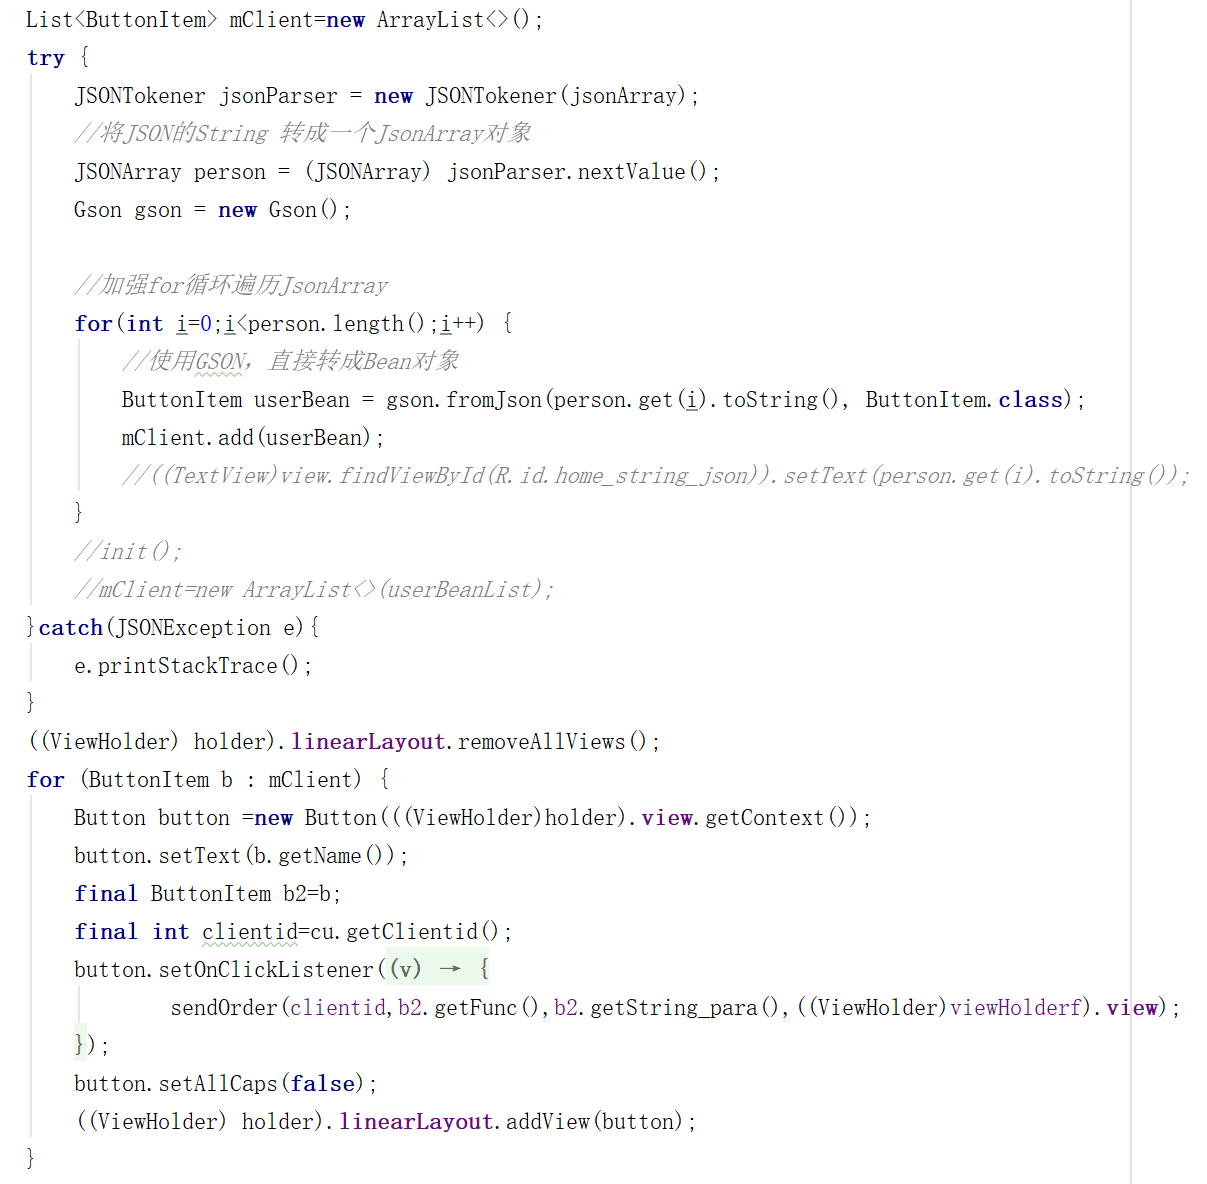 List<ButtonItem> mClient=new ArrayList<>();
try {
JSONTokener jsonParser = new JSONTokener(jsonArray);
//将JSON的String 转成一个JsonArray对象
JSONArray person = (JSONArray) jsonParser.nextValue();
Gson gson = new Gson();
//加强for循环遍历JsonArray
for(int i=0;i<person.length();i++) {
//使用GSON，直接转成Bean对象
ButtonItem userBean = gson.fromJson(person.get(i).toString(), ButtonItem.class);
mClient.add(userBean);
//((TextView)view.findViewById(R.id.home_string_json)).setText(person.get(i).toString());
}
//init();
//mClient=new ArrayList<>(userBeanList);
}catch(JSONException e){
e.printStackTrace();
}
((ViewHolder) holder).linearLayout.removeAllViews();
for (ButtonItem b : mClient) {
Button button =new Button(((ViewHolder)holder).view.getContext());
button.setText(b.getName());
final ButtonItem b2=b;
final int clientid=cu.getClientid();
button.setOnClickListener((v) → {
sendOrder(clientid,b2.getFunc(),b2.getString_para(),((ViewHolder)viewHolderf).view);
});
button.setAllCaps(false);
((ViewHolder) holder).linearLayout.addView(button);
}